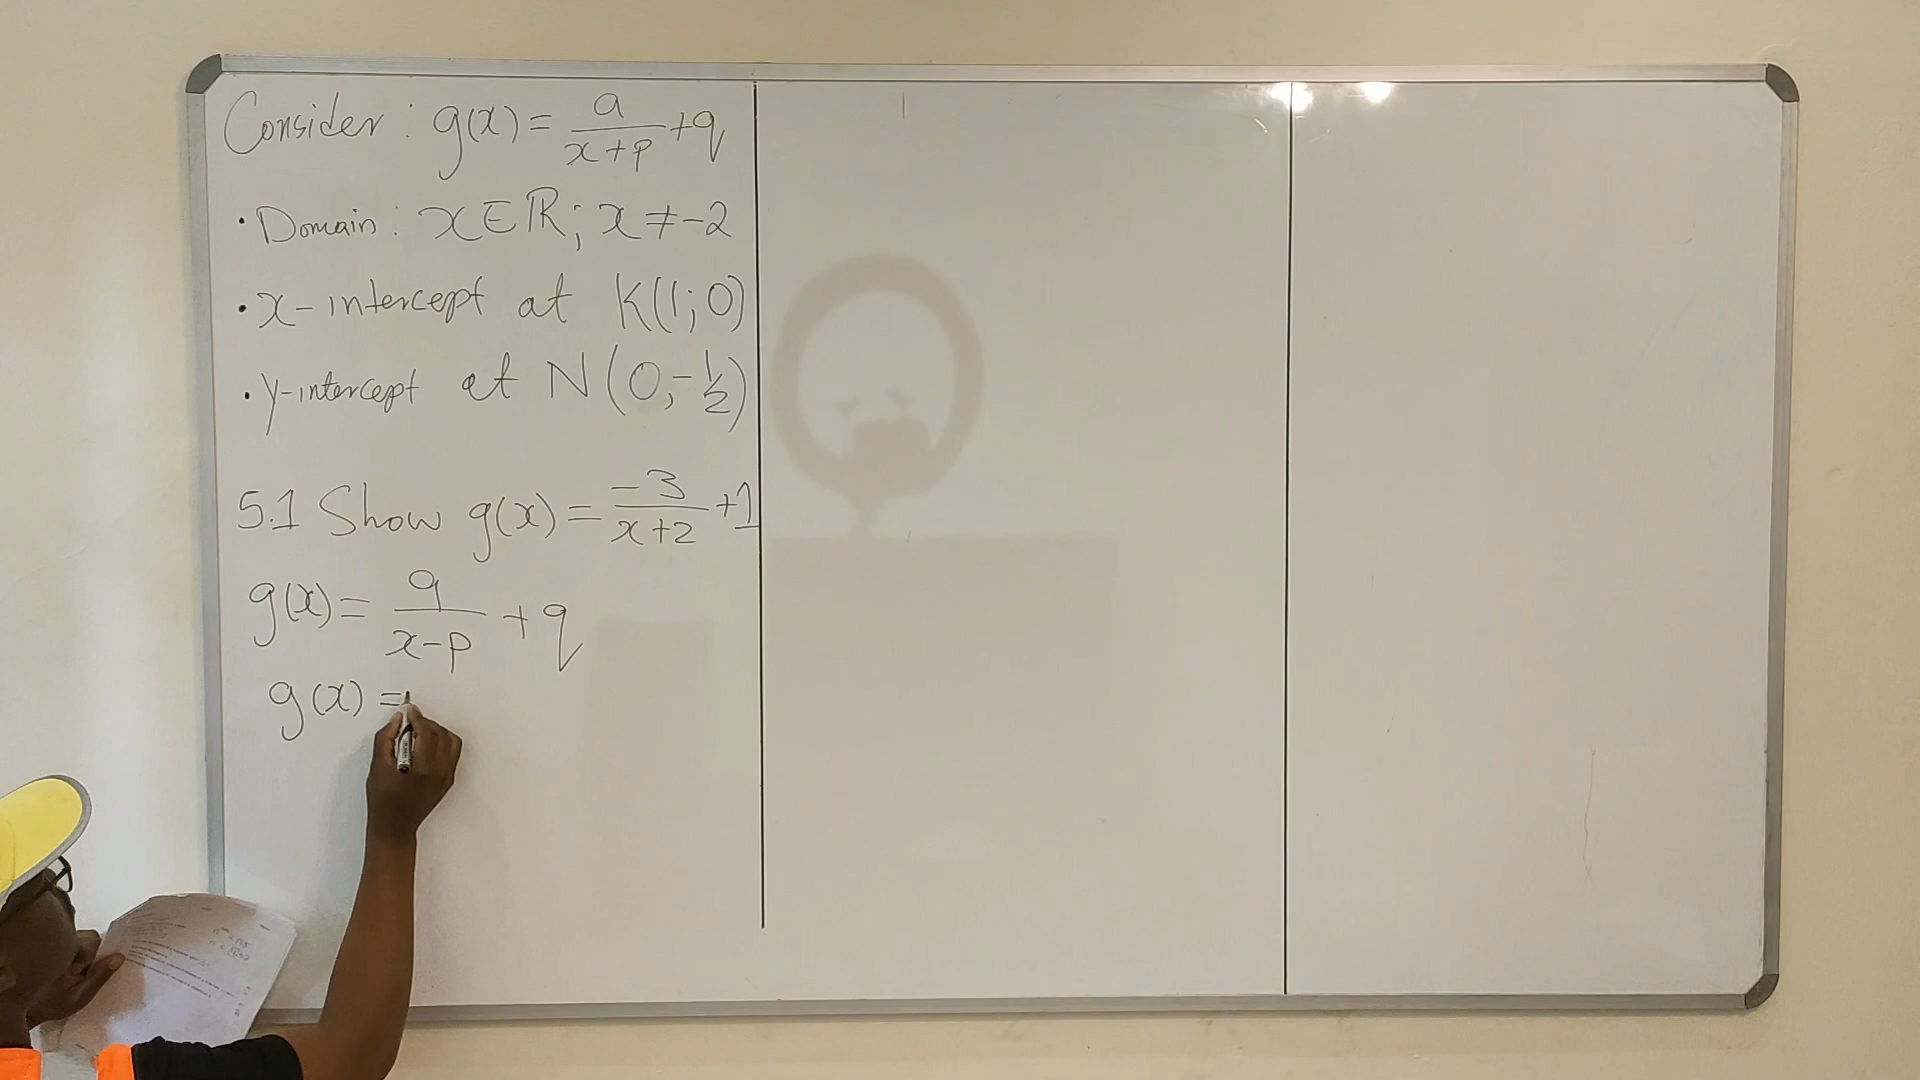 Consider : g(x) = a/(x+p) + q
• Domain : x∈ℝ; x ≠ -2
• x-intercept at K(1;0)
• y-intercept at N(0;-1/2)
5.1 Show g(x) = -3/(x+2) + 1
g(x) = a/(x-p) + q
g(x) =